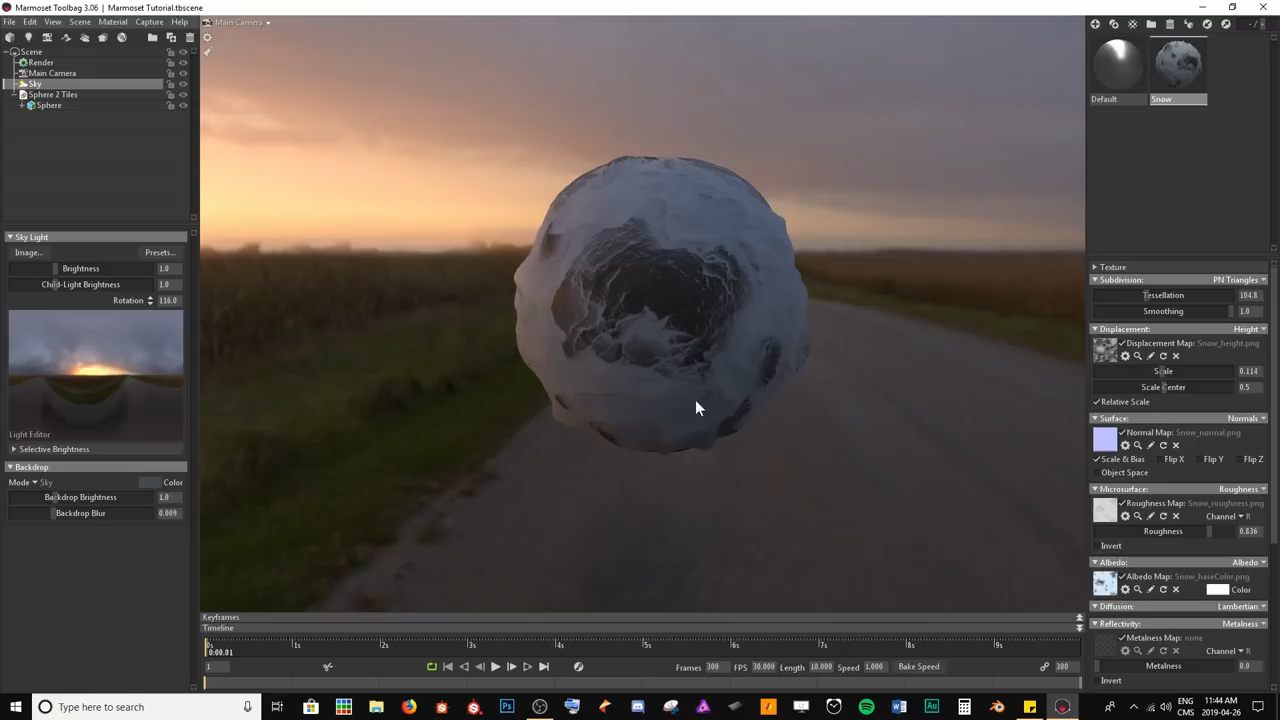 Marmoset Toolbag 3.06 | Marmoset Tutorial.tbscene
File Edit View Scene Material Capture Help
Main Camera
Scene
Render
Main Camera
Sky
Sphere 2 Tiles
Sphere
Sky Light
Image... Presets...
Brightness 1.0
Child-Light Brightness 1.0
Rotation 116.0
Light Editor
Selective Brightness
Backdrop
Mode Sky Color
Backdrop Brightness 1.0
Backdrop Blur 0.009
Keyframes
Timeline
0s 1s 2s 3s 4s 5s 6s 7s 8s 9s
0:00.01
1 Frames 300 FPS 30.000 Length 10.000 Speed 1.000 Bake Speed 300
Default Snow
Texture
Subdivision: PN Triangles
Tessellation 104.8
Smoothing 1.0
Displacement: Height
Displacement Map: Snow_height.png
Scale 0.114
Scale Center 0.5
Relative Scale
Surface: Normals
Normal Map: Snow_normal.png
Scale & Bias Flip X Flip Y Flip Z
Object Space
Microsurface: Roughness
Roughness Map: Snow_roughness.png
Channel R
Roughness 0.836
Invert
Albedo: Albedo
Albedo Map: Snow_baseColor.png
Color
Diffusion: Lambertian
Reflectivity: Metalness
Metalness Map: none
Channel R
Metalness 0.0
Invert
Type here to search
ENG 11:44 AM
CMS 2019-04-26